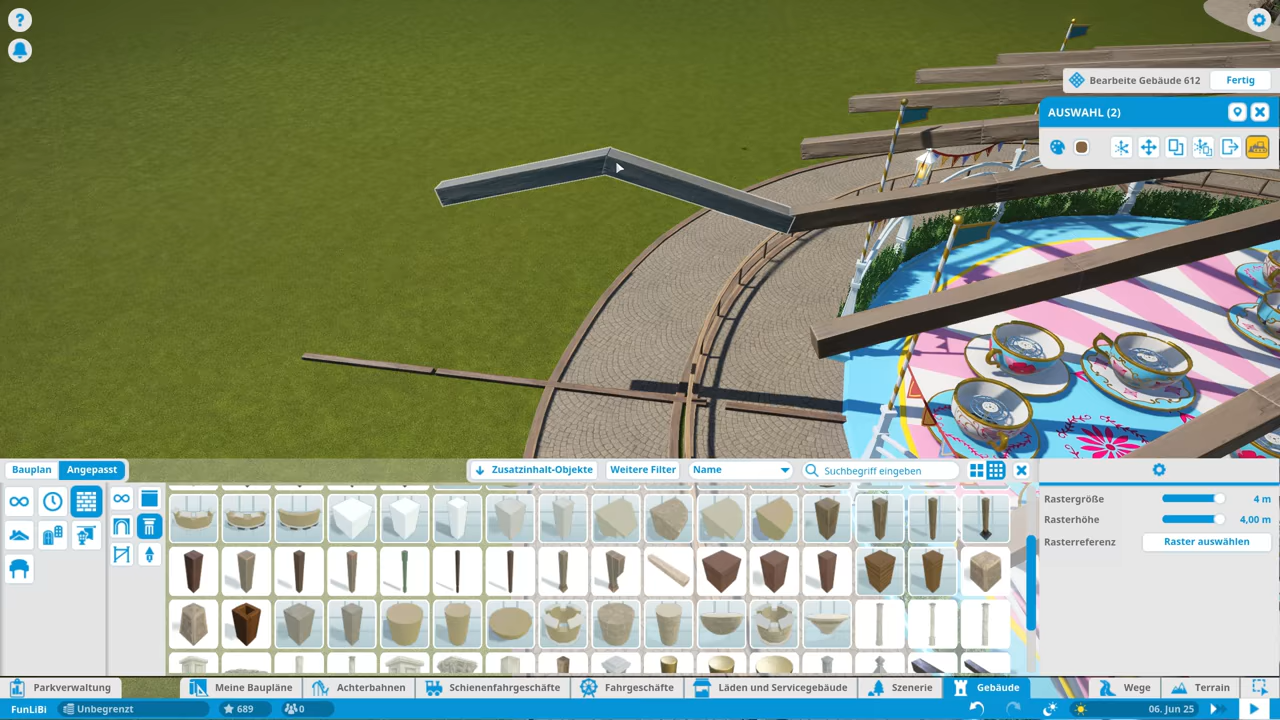 ?
Bearbeite Gebäude 612
Fertig
AUSWAHL (2)
Bauplan
Angepasst
Zusatzinhalt-Objekte
Weitere Filter
Name
Suchbegriff eingeben
Rastergröße
4 m
Rasterhöhe
4,00 m
Rasterreferenz
Raster auswählen
Parkverwaltung
Meine Baupläne
Achterbahnen
Schienenfahrgeschäfte
Fahrgeschäfte
Läden und Servicegebäude
Szenerie
Gebäude
Wege
Terrain
FunLiBi
Unbegrenzt
689
0
06. Jun 25